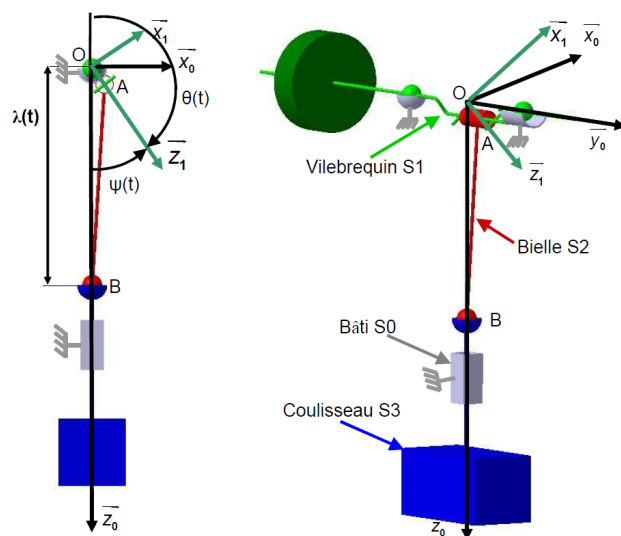 O
x₁
x₀
A
θ(t)
λ(t)
z₁
ψ(t)
B
z₀
x₁
x₀
O
A
y₀
z₁
Vilebrequin S1
Bielle S2
B
Bâti S0
Coulisseau S3
z₀